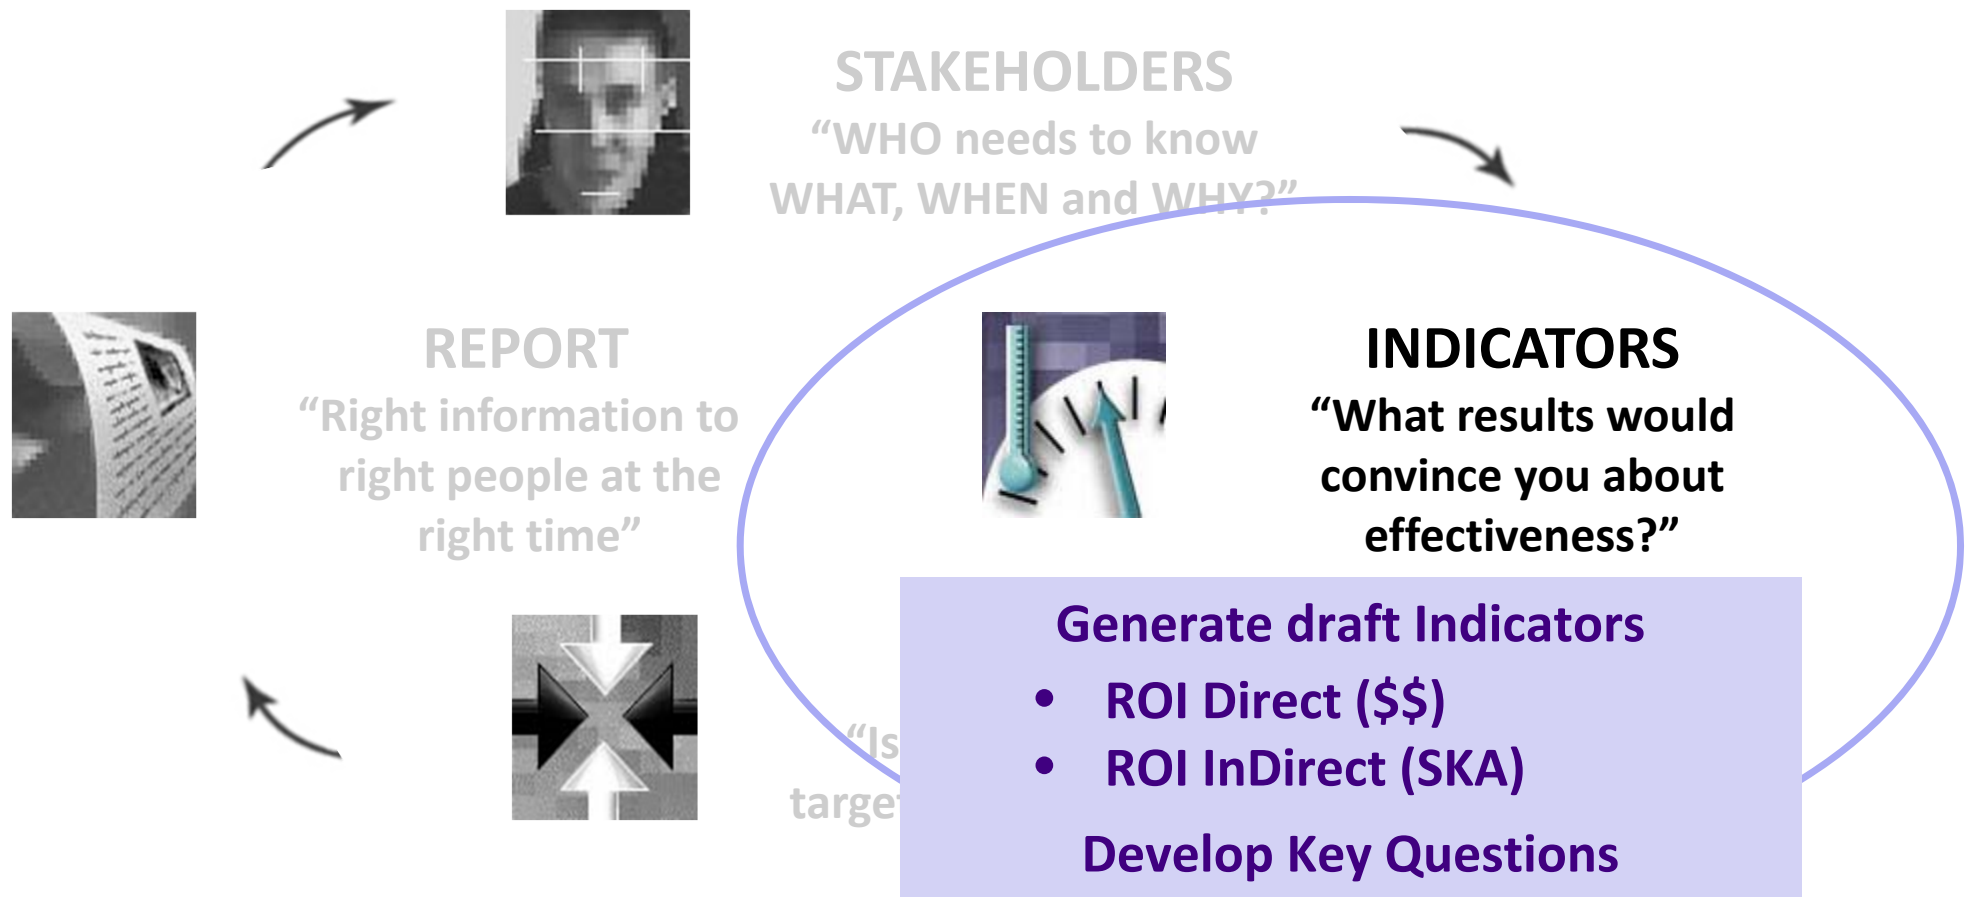 STAKEHOLDERS
“WHO needs to know
WHAT, WHEN and WHY?”
REPORT
“Right information to
right people at the
right time”
INDICATORS
“What results would
convince you about
effectiveness?”
“Is
Generate draft Indicators
• ROI Direct ($$)
• ROI InDirect (SKA)
Develop Key Questions